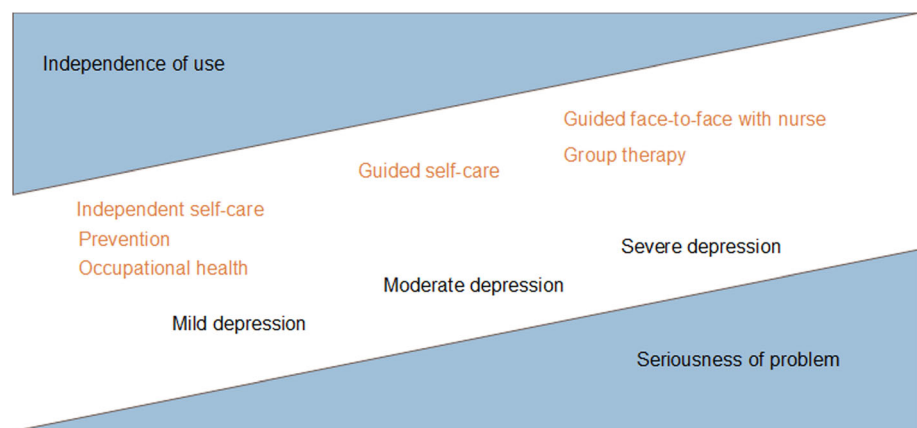 Independence of use
Guided face-to-face with nurse
Group therapy
Guided self-care
Independent self-care
Prevention
Occupational health
Severe depression
Moderate depression
Mild depression
Seriousness of problem